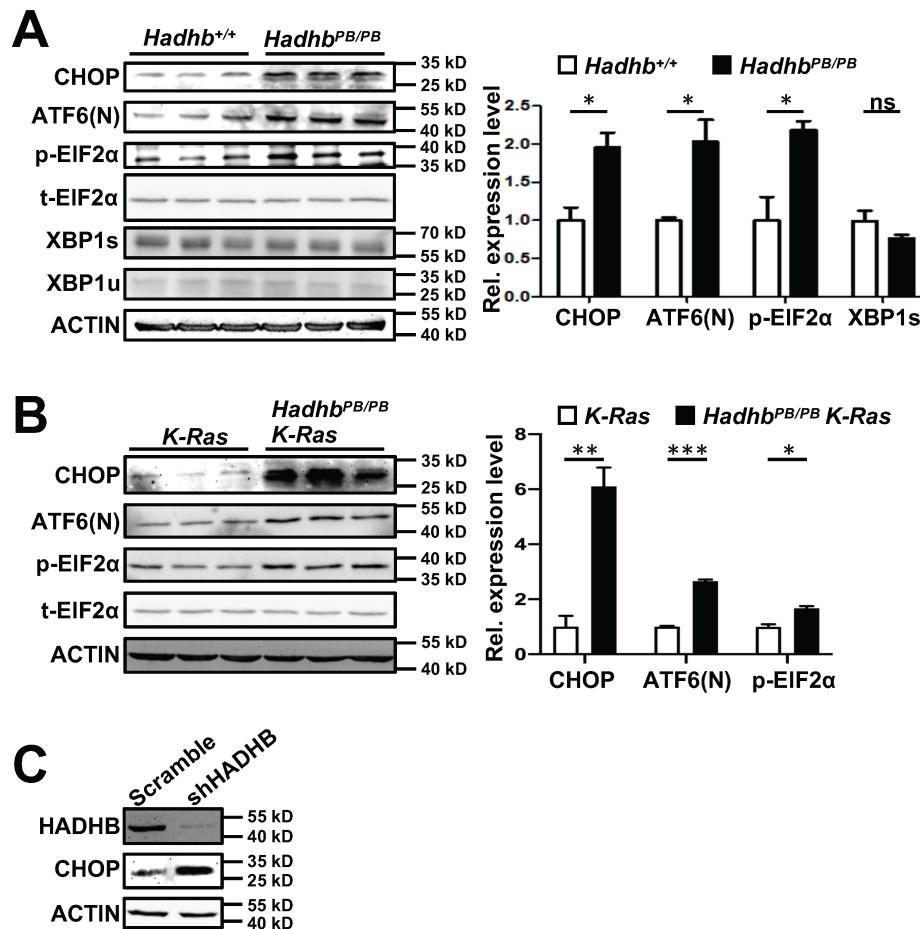 A
Hadhb+/+ HadhbPB/PB
CHOP 35 kD
25 kD
ATF6(N) 55 kD
40 kD
p-EIF2α 40 kD
35 kD
t-EIF2α
XBP1s 70 kD
55 kD
XBP1u 35 kD
25 kD
ACTIN 55 kD
40 kD
Hadhb+/+ HadhbPB/PB
Rel. expression level
2.5
2.0
1.5
1.0
0.5
0.0
* * * ns
CHOP ATF6(N) p-EIF2α XBP1s
B
HadhbPB/PB
K-Ras K-Ras
CHOP 35 kD
25 kD
ATF6(N) 55 kD
40 kD
p-EIF2α 40 kD
35 kD
t-EIF2α
ACTIN 55 kD
40 kD
K-Ras HadhbPB/PB K-Ras
Rel. expression level
8
6
4
2
0
** *** *
CHOP ATF6(N) p-EIF2α
C
Scramble shHADHB
HADHB 55 kD
40 kD
CHOP 35 kD
25 kD
ACTIN 55 kD
40 kD